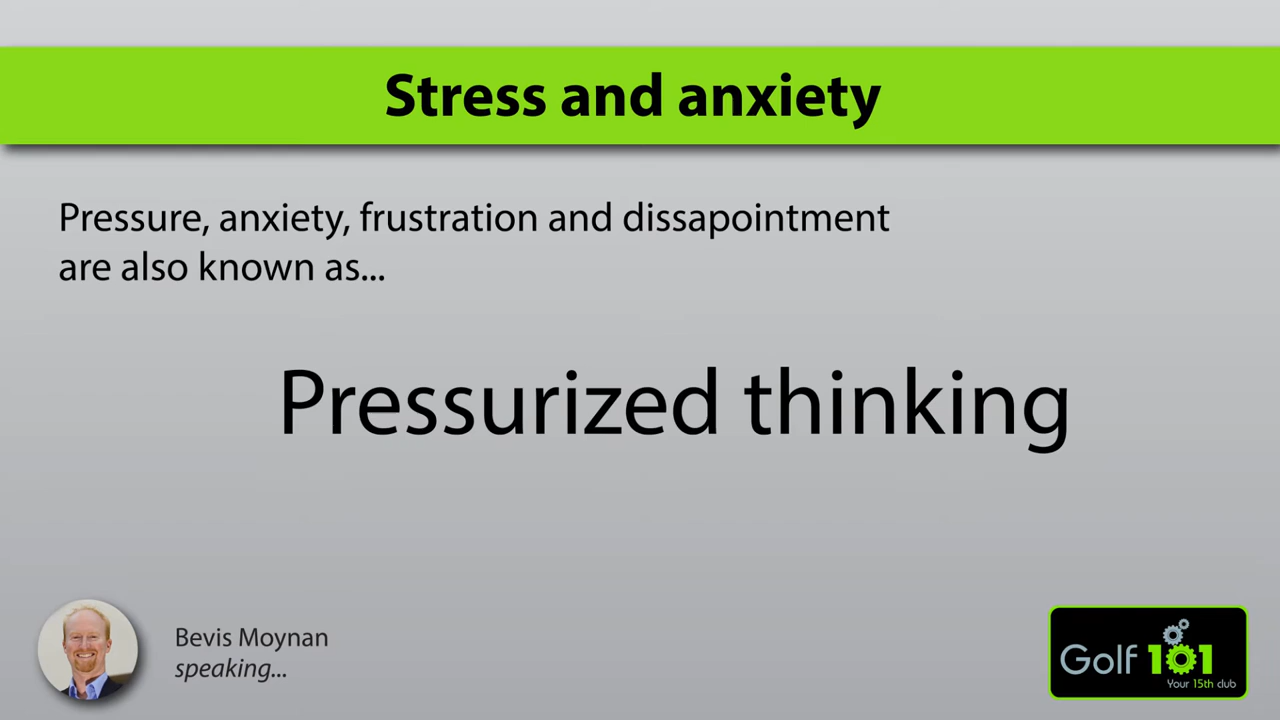 Stress and anxiety
Pressure, anxiety, frustration and dissapointment
are also known as...
Pressurized thinking
Bevis Moynan
speaking...
Golf 101
Your 15th club